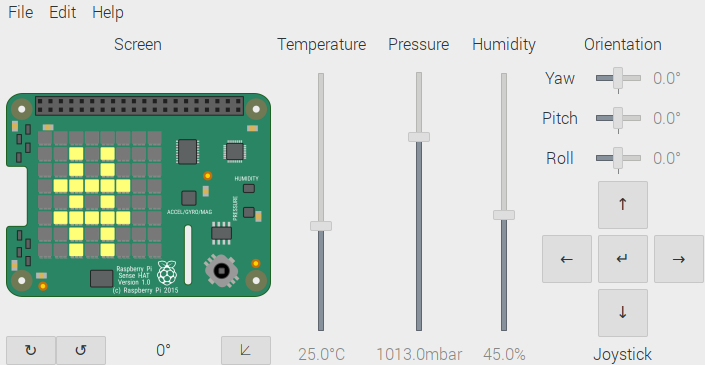 File Edit Help
Screen Temperature Pressure Humidity Orientation
Yaw 0.0°
Pitch 0.0°
Roll 0.0°
#
HUMIDITY
PRESSURE
ACCEL/GYRO/MAG
Raspberry Pi
Sense HAT
Version 1.0
(c) Raspberry Pi 2015
↑
← ↵ →
↓
↻ ↺ 0° 25.0°C 1013.0mbar 45.0% Joystick